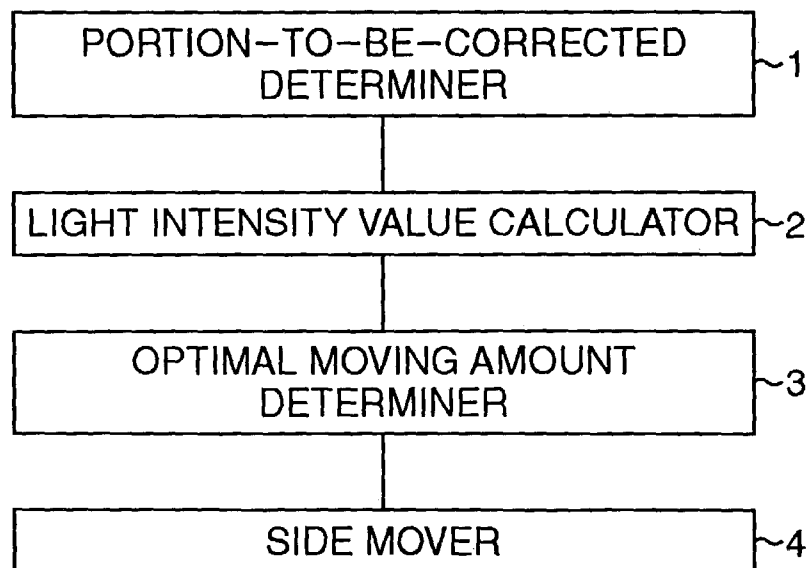 PORTION-TO-BE-CORRECTED
DETERMINER
~1
LIGHT INTENSITY VALUE CALCULATOR
~2
OPTIMAL MOVING AMOUNT
DETERMINER
~3
SIDE MOVER
~4